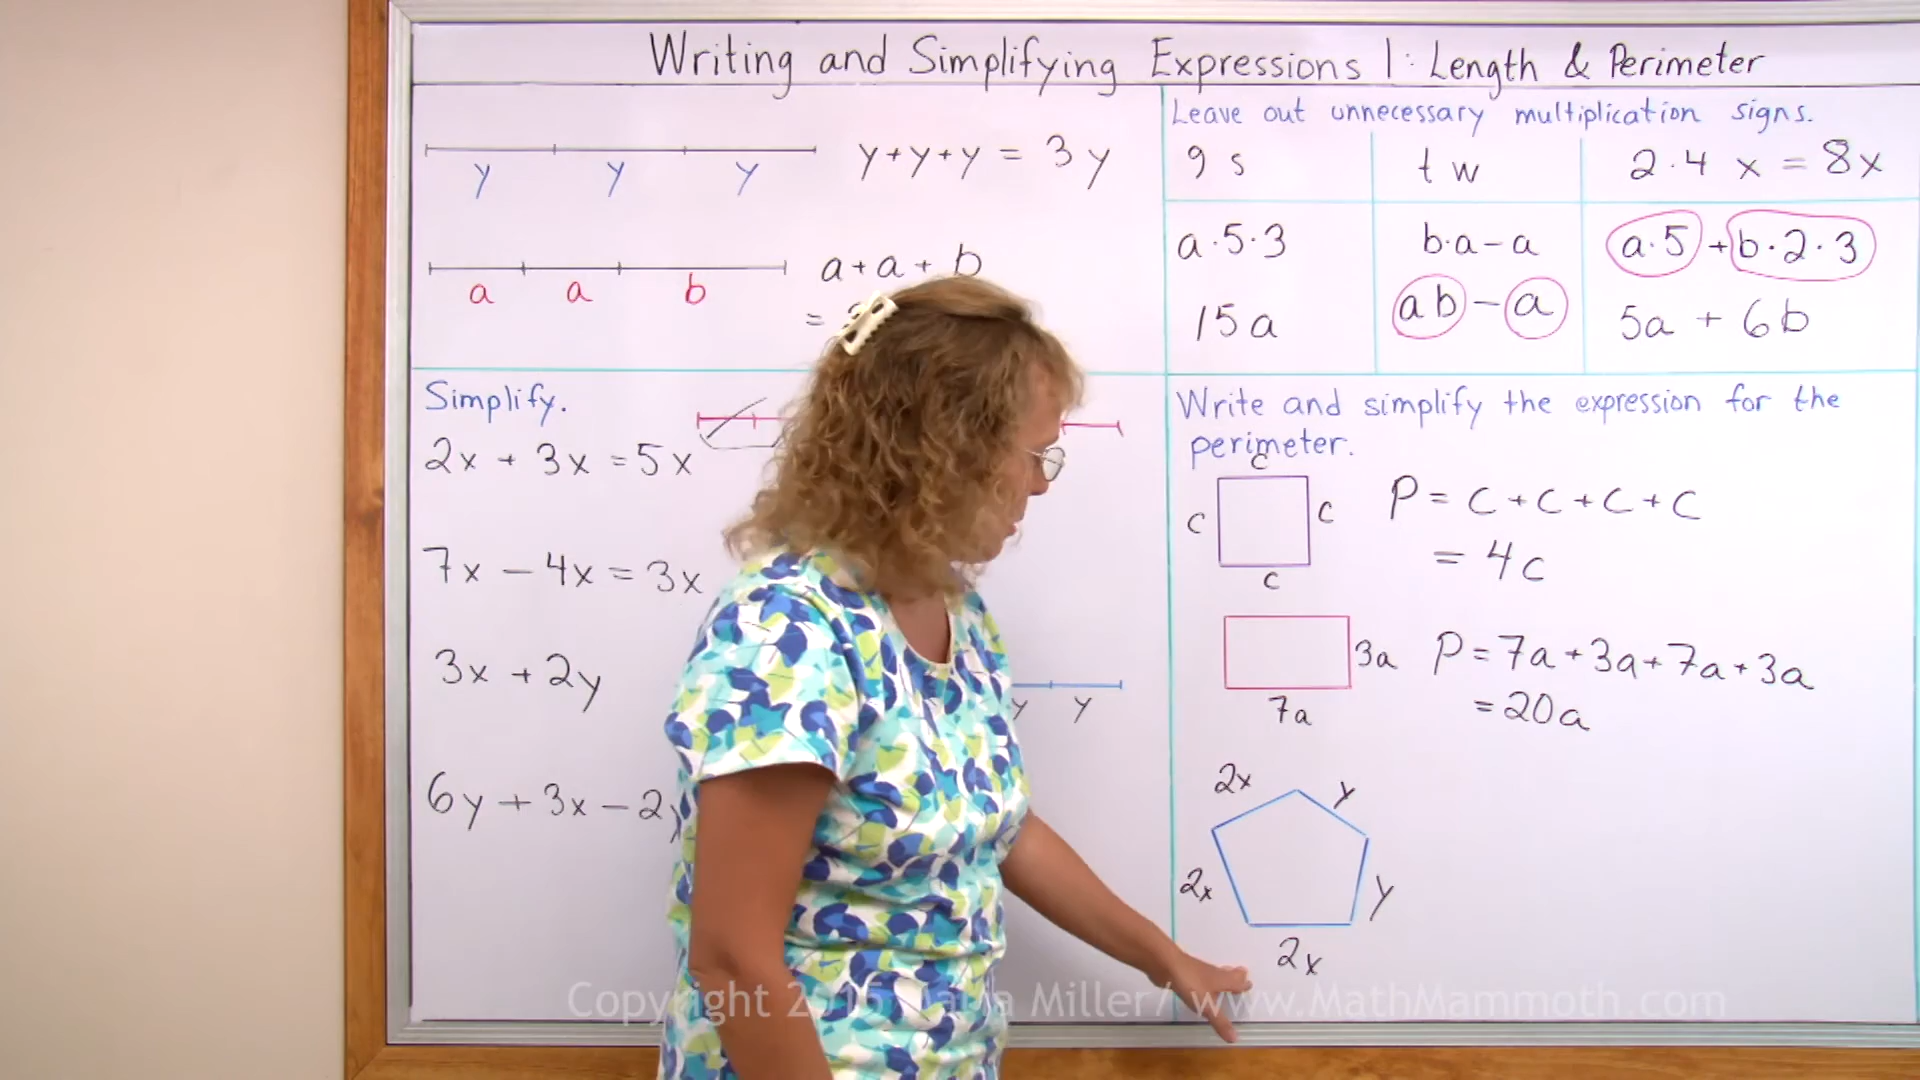 Writing and Simplifying Expressions 1: Length & Perimeter
y y y
y+y+y = 3y
a a b
a+a+ b
=
Leave out unnecessary multiplication signs.
9 s
t w
2·4 x = 8x
a·5·3
15a
b·a-a
ab - a
a·5 + b·2·3
5a + 6b
Simplify.
2x + 3x = 5x
7x - 4x = 3x
3x + 2y
6y + 3x - 2
y y
Write and simplify the expression for the
perimeter.
c
c c
c
P = c + c + c + c
= 4c
3a
7a
P = 7a+3a+7a+3a
= 20a
2x y
2x y
2x
Copyright Miller/ www.MathMammoth.com